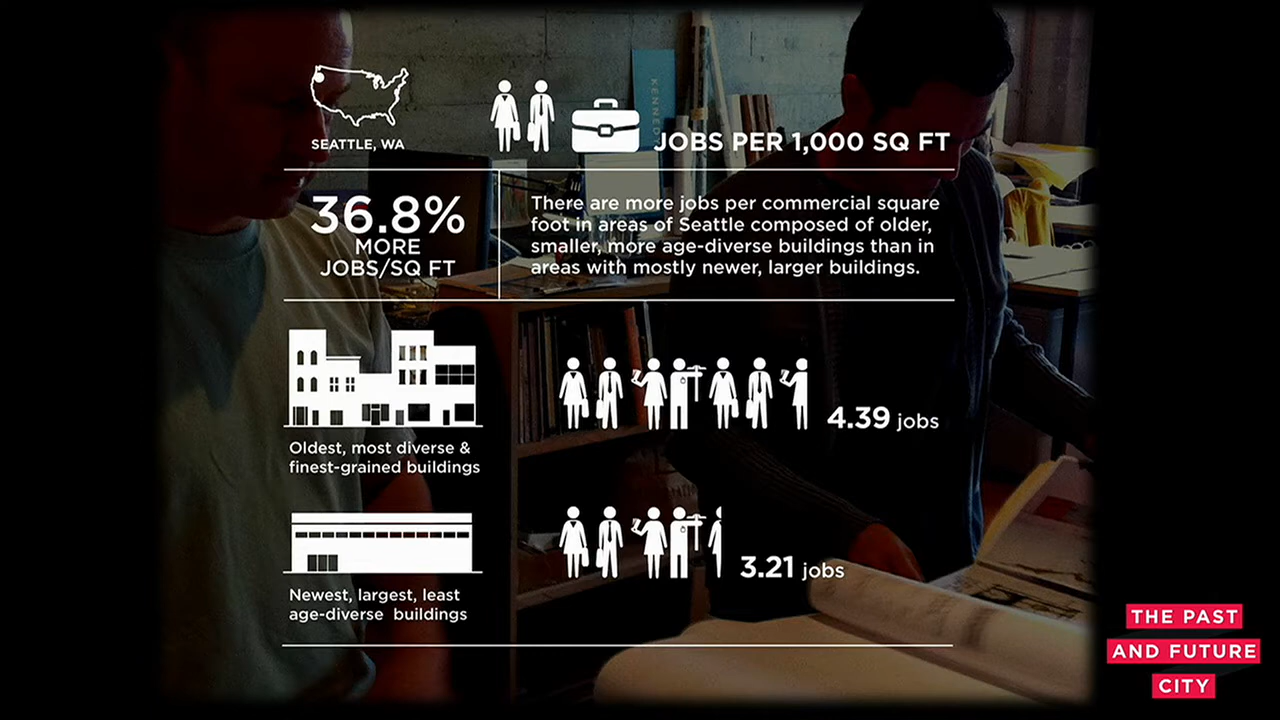 SEATTLE, WA
JOBS PER 1,000 SQ FT
36.8%
MORE
JOBS/SQ FT
There are more jobs per commercial square
foot in areas of Seattle composed of older,
smaller, more age-diverse buildings than in
areas with mostly newer, larger buildings.
4.39 jobs
Oldest, most diverse &
finest-grained buildings
3.21 jobs
Newest, largest, least
age-diverse buildings
THE PAST
AND FUTURE
CITY
KENNED